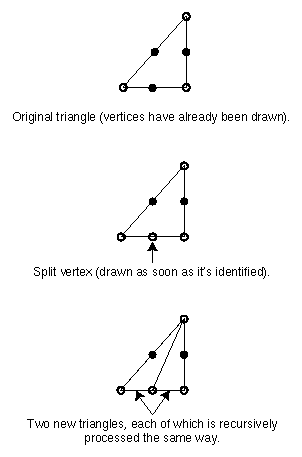 Original triangle (vertices have already been drawn).
Split vertex (drawn as soon as it's identified).
Two new triangles, each of which is recursively
processed the same way.